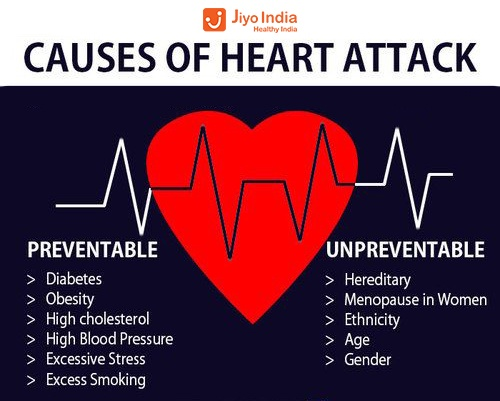 Jiyo India
Healthy India
CAUSES OF HEART ATTACK
PREVENTABLE
> Diabetes
> Obesity
> High cholesterol
> High Blood Pressure
> Excessive Stress
> Excess Smoking
UNPREVENTABLE
> Hereditary
> Menopause in Women
> Ethnicity
> Age
> Gender